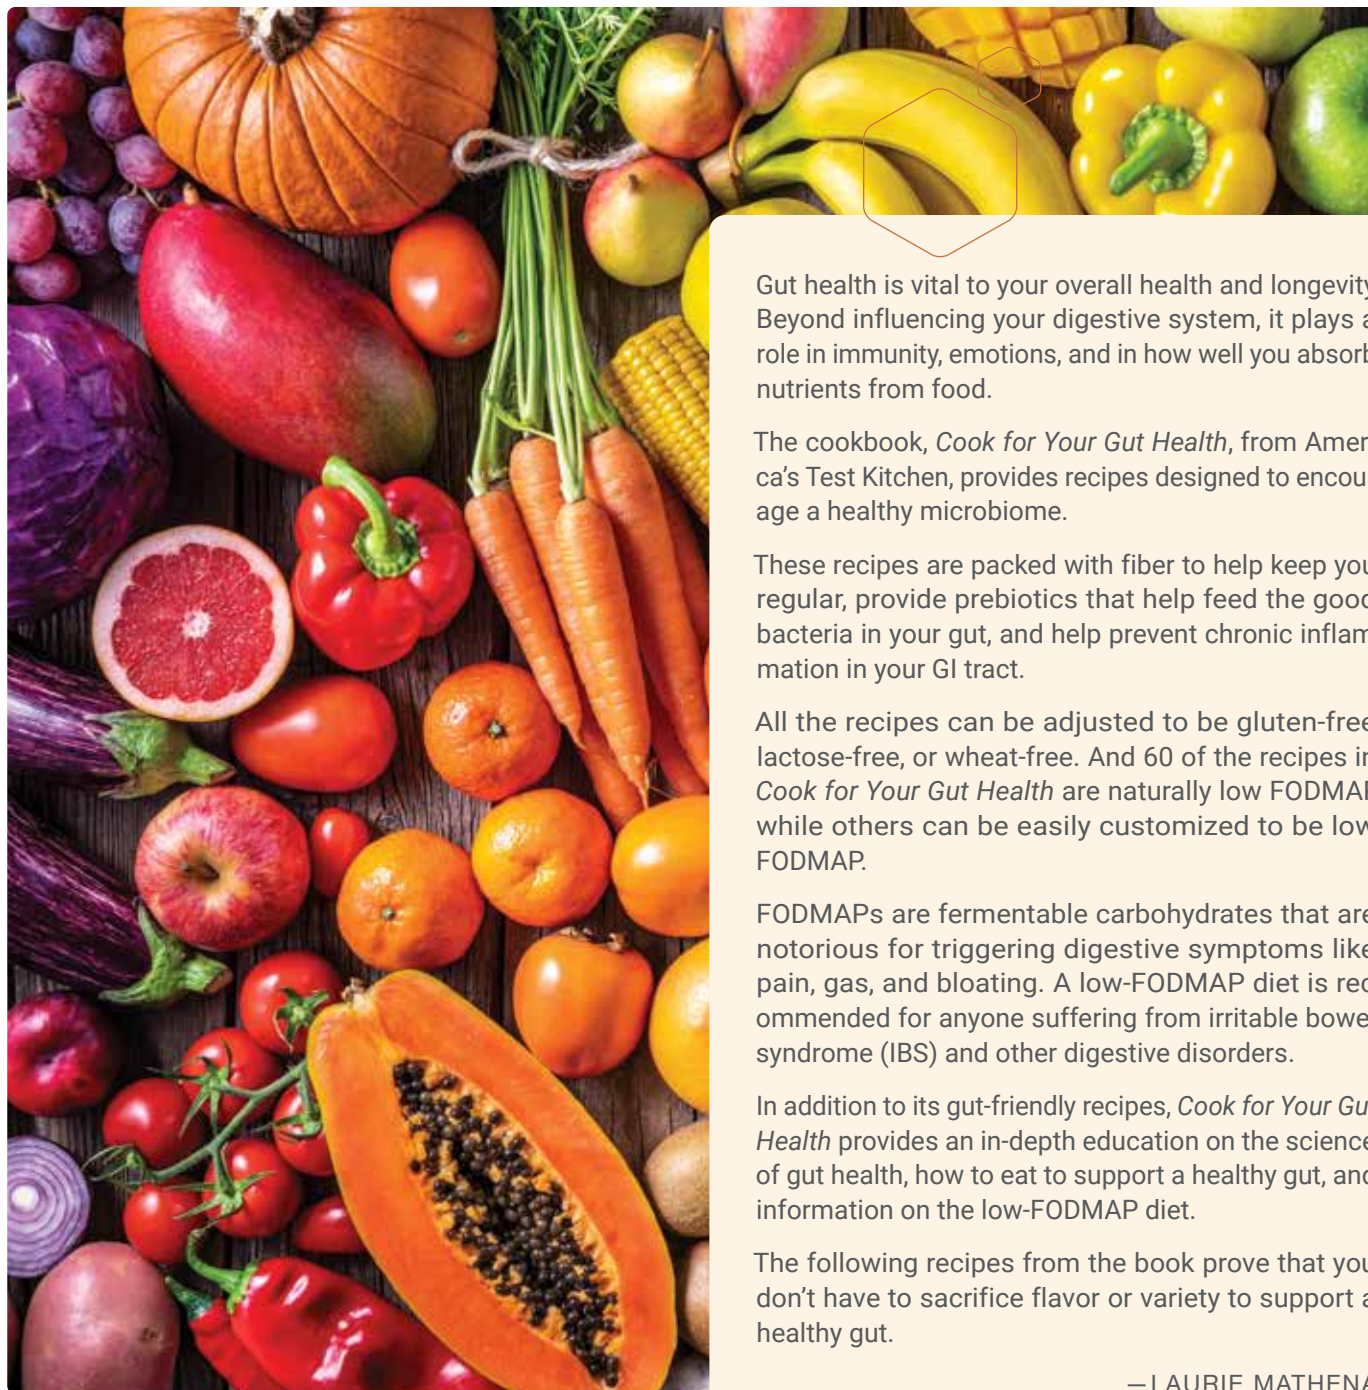 Gut health is vital to your overall health and longevity
Beyond influencing your digestive system, it plays a
role in immunity, emotions, and in how well you absorb
nutrients from food.
The cookbook, Cook for Your Gut Health, from Amer
ca's Test Kitchen, provides recipes designed to encou
age a healthy microbiome.
These recipes are packed with fiber to help keep you
regular, provide prebiotics that help feed the good
bacteria in your gut, and help prevent chronic inflam
mation in your GI tract.
All the recipes can be adjusted to be gluten-free
lactose-free, or wheat-free. And 60 of the recipes in
Cook for Your Gut Health are naturally low FODMAP
while others can be easily customized to be low
FODMAP.
FODMAPs are fermentable carbohydrates that are
notorious for triggering digestive symptoms like
pain, gas, and bloating. A low-FODMAP diet is rec
ommended for anyone suffering from irritable bowe
syndrome (IBS) and other digestive disorders.
In addition to its gut-friendly recipes, Cook for Your Gu
Health provides an in-depth education on the science
of gut health, how to eat to support a healthy gut, and
information on the low-FODMAP diet.
The following recipes from the book prove that you
don't have to sacrifice flavor or variety to support a
healthy gut.
—LAURIE MATHENA